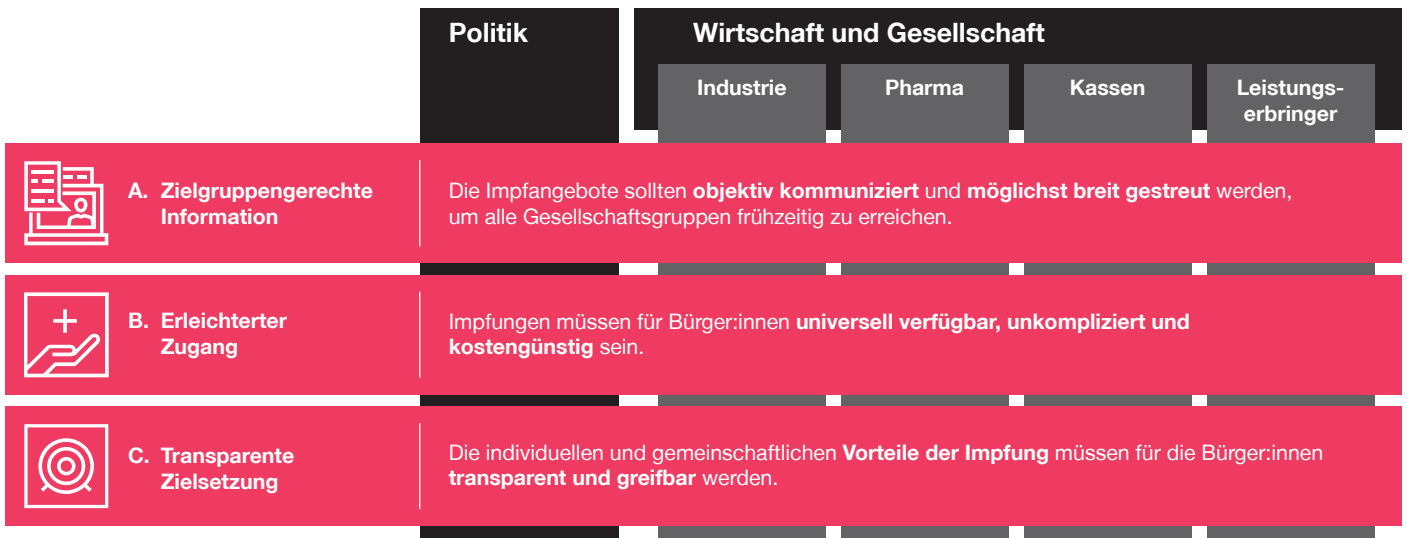 Politik
Wirtschaft und Gesellschaft
Industrie
Pharma
Kassen
Leistungs-
erbringer
A. Zielgruppengerechte
Information
Die Impfangebote sollten objektiv kommuniziert und möglichst breit gestreut werden,
um alle Gesellschaftsgruppen frühzeitig zu erreichen.
B. Erleichterter
Zugang
Impfungen müssen für Bürger:innen universell verfügbar, unkompliziert und
kostengünstig sein.
C. Transparente
Zielsetzung
Die individuellen und gemeinschaftlichen Vorteile der Impfung müssen für die Bürger:innen
transparent und greifbar werden.